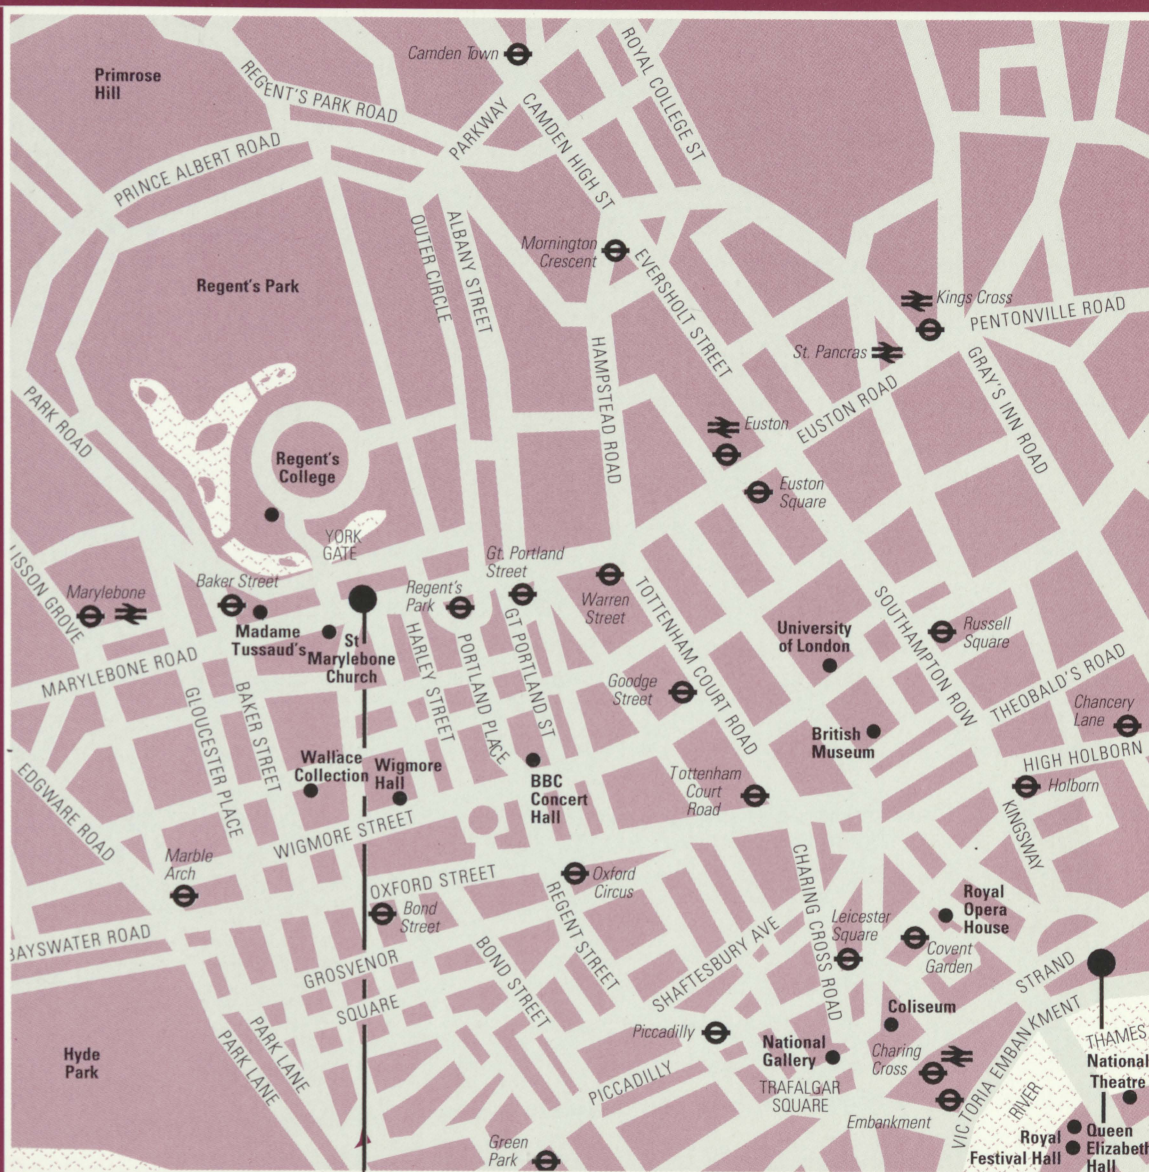 Camden Town
Primrose
Hill
REGENT'S PARK ROAD
ROYAL COLLEGE ST
PARKWAY
CAMDEN HIGH ST
PRINCE ALBERT ROAD
OUTER CIRCLE
ALBANY STREET
Mornington
Crescent
EVERSHOLT STREET
Regent's Park
Kings Cross
PENTONVILLE ROAD
St. Pancras
HAMPSTEAD ROAD
GRAY'S INN ROAD
EUSTON ROAD
PARK ROAD
Euston
Regent's
College
Euston
Square
YORK
GATE
Gt. Portland
Street
LISSON GROVE
Marylebone
Baker Street
Regent's
Park
Warren
Street
TOTTENHAM COURT ROAD
SOUTHAMPTON ROW
Russell
Square
University
of London
Madame
Tussaud's
St
Marylebone
Church
HARLEY STREET
PORTLAND PLACE
GT PORTLAND ST
MARYLEBONE ROAD
GLOUCESTER PLACE
BAKER STREET
Goodge
Street
THEOBALD'S ROAD
Chancery
Lane
British
Museum
HIGH HOLBORN
Wallace
Collection
Wigmore
Hall
BBC
Concert
Hall
Tottenham
Court
Road
Holborn
KINGSWAY
EDGWARE ROAD
WIGMORE STREET
Marble
Arch
OXFORD STREET
Oxford
Circus
CHARING CROSS ROAD
Royal
Opera
House
Bond
Street
REGENT STREET
Leicester
Square
Covent
Garden
BAYSWATER ROAD
GROSVENOR
SQUARE
BOND STREET
SHAFTESBURY AVE
STRAND
Coliseum
PARK LANE
PARK LANE
Piccadilly
National
Gallery
Charing
Cross
VICTORIA EMBANKMENT
THAMES
RIVER
National
Theatre
Hyde
Park
PICCADILLY
TRAFALGAR
SQUARE
Embankment
Green
Park
Royal
Festival Hall
Queen
Elizabeth
Hall